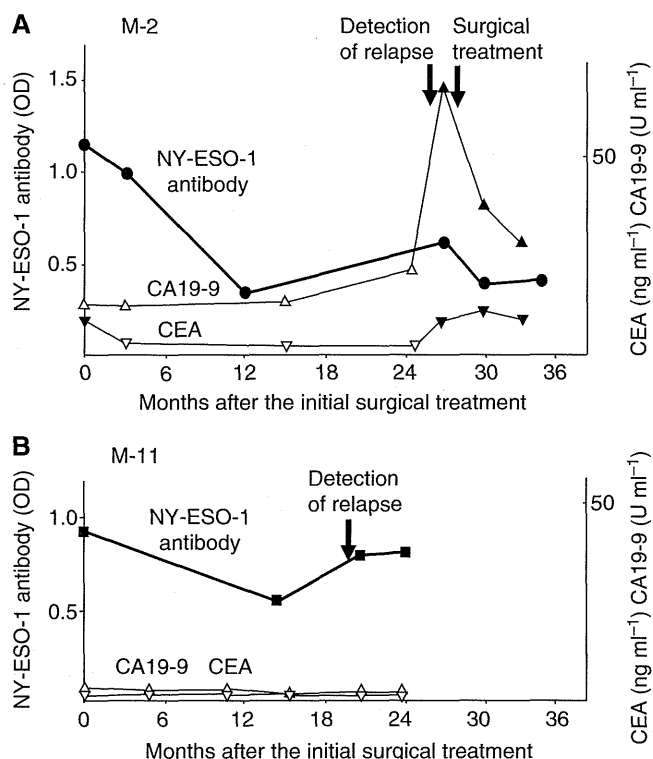 A
M-2
Detection
of relapse
Surgical
treatment
NY-ESO-1 antibody (OD)
1.5
1.0
0.5
NY-ESO-1
antibody
CA19-9
CEA
50
CEA (ng ml⁻¹) CA19-9 (U ml⁻¹)
0 6 12 18 24 30 36
Months after the initial surgical treatment
B
M-11
Detection
of relapse
NY-ESO-1 antibody (OD)
1.0
0.5
NY-ESO-1
antibody
CA19-9 CEA
50
CEA (ng ml⁻¹) CA19-9 (U ml⁻¹)
0 6 12 18 24 30 36
Months after the initial surgical treatment